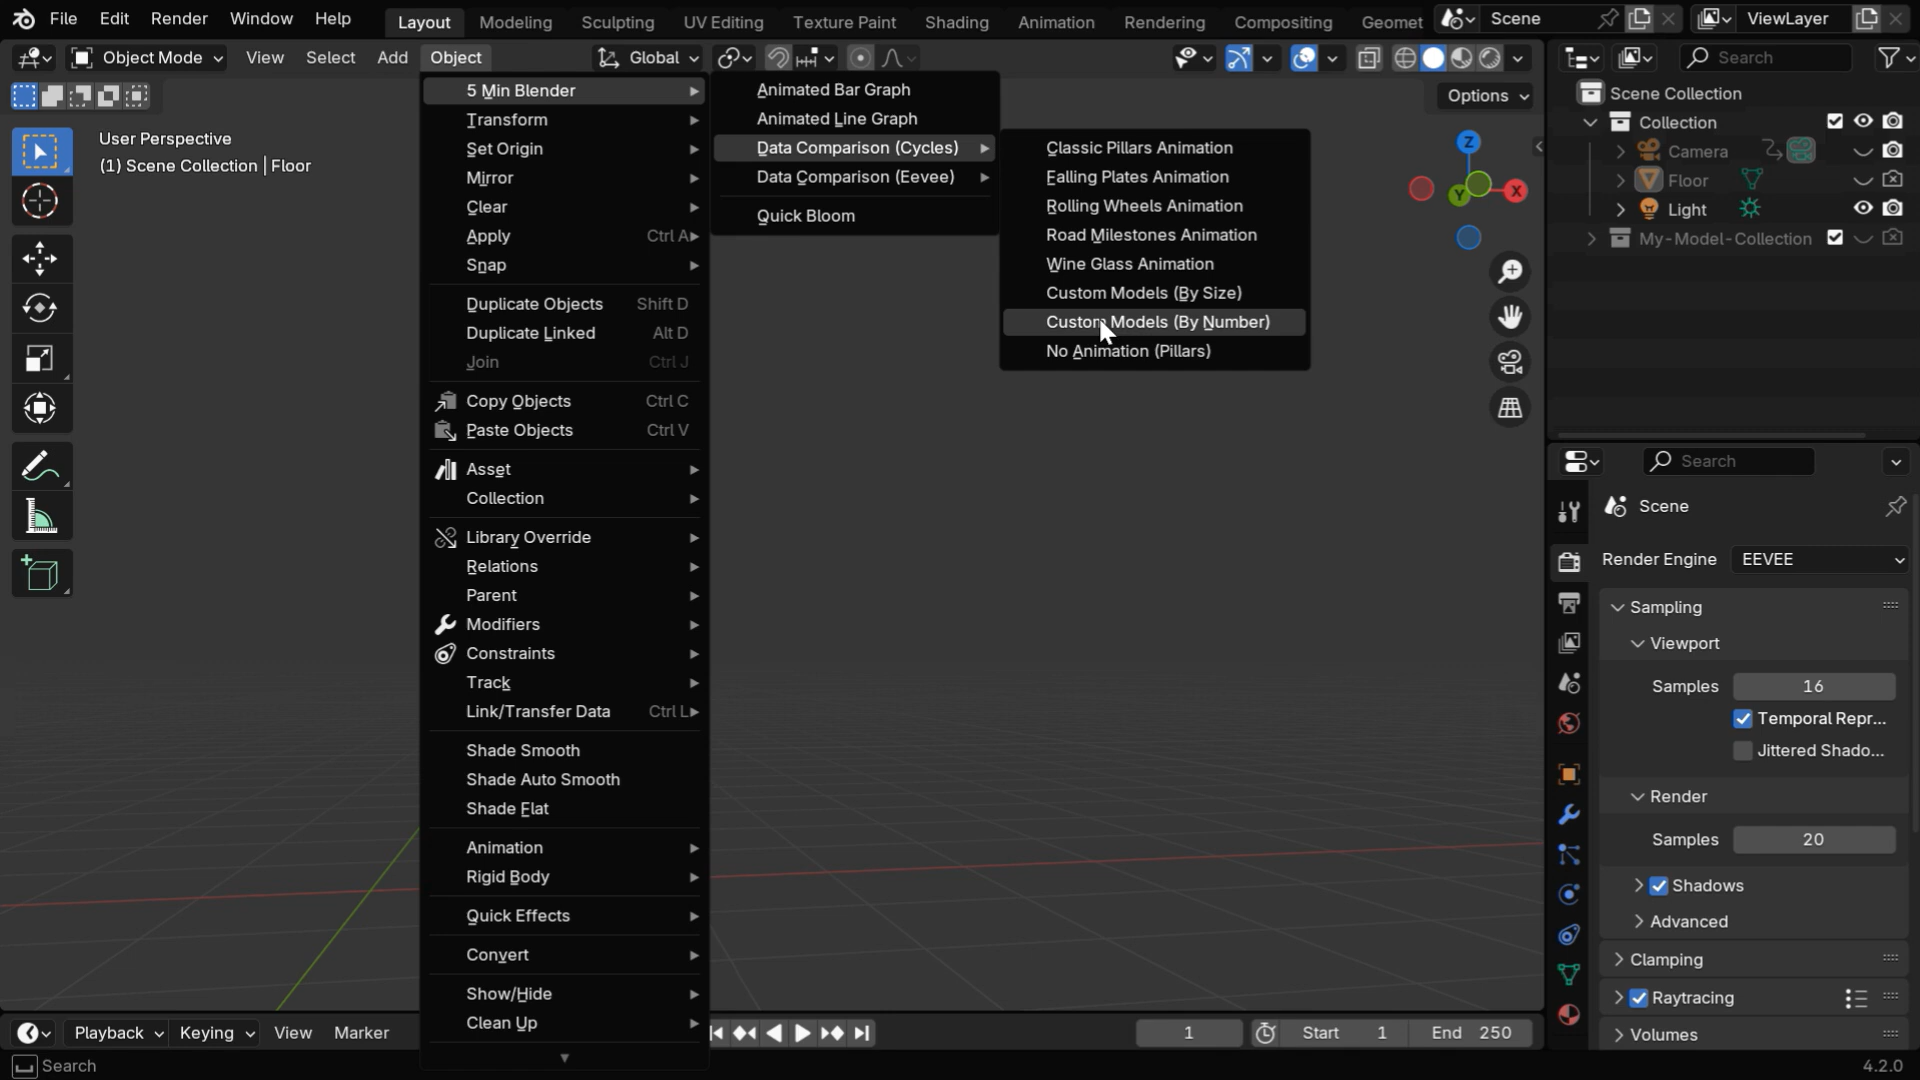 File Edit Render Window Help Layout Modeling Sculpting UV Editing Texture Paint Shading Animation Rendering Compositing Geomet Scene ViewLayer
Object Mode View Select Add Object Global Search
Options
User Perspective
(1) Scene Collection | Floor
5 Min Blender
Transform
Set Origin
Mirror
Clear
Apply Ctrl A
Snap
Duplicate Objects Shift D
Duplicate Linked Alt D
Join Ctrl J
Copy Objects Ctrl C
Paste Objects Ctrl V
Asset
Collection
Library Override
Relations
Parent
Modifiers
Constraints
Track
Link/Transfer Data Ctrl L
Shade Smooth
Shade Auto Smooth
Shade Flat
Animation
Rigid Body
Quick Effects
Convert
Show/Hide
Clean Up
Animated Bar Graph
Animated Line Graph
Data Comparison (Cycles)
Data Comparison (Eevee)
Quick Bloom
Classic Pillars Animation
Falling Plates Animation
Rolling Wheels Animation
Road Milestones Animation
Wine Glass Animation
Custom Models (By Size)
Custom Models (By Number)
No Animation (Pillars)
Z
Y X
Scene Collection
Collection
Camera
Floor
Light
My-Model-Collection
Search
Scene
Render Engine EEVEE
Sampling
Viewport
Samples 16
Temporal Repr...
Jittered Shado...
Render
Samples 20
Shadows
Advanced
Clamping
Raytracing
Volumes
Playback Keying View Marker 1 Start 1 End 250
Search 4.2.0